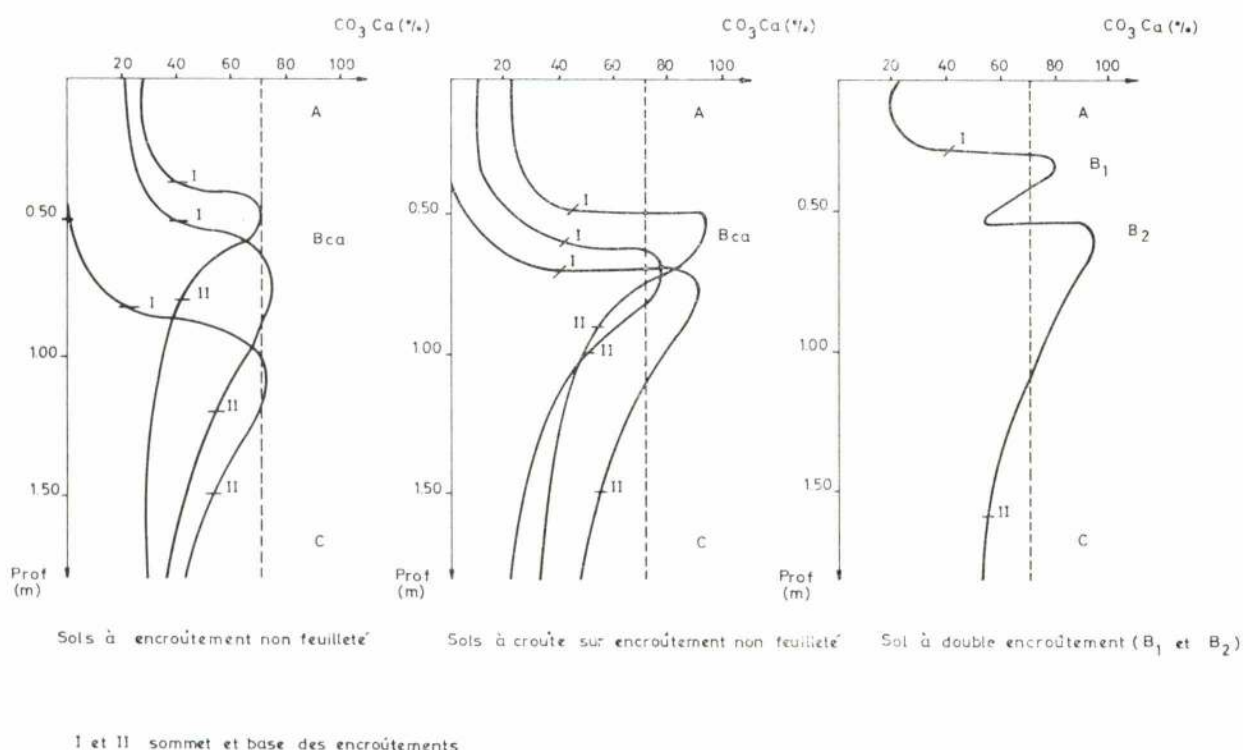 CO3 Ca (%)
20 40 60 80 100
A
I
I
0.50
Bca
I
II
1.00
II
II
1.50
C
Prof
(m)
Sols à encroûtement non feuilleté
CO3 Ca (%)
20 40 60 80 100
A
I
0.50
I
Bca
I
II
1.00
II
1.50
II
C
Prof
(m)
Sols à croute sur encroûtement non feuilleté
CO3 Ca (%)
20 40 60 80 100
A
I
B1
0.50
B2
1.00
1.50
II
C
Prof
(m)
Sol à double encroûtement (B1 et B2)
I et II sommet et base des encroûtements